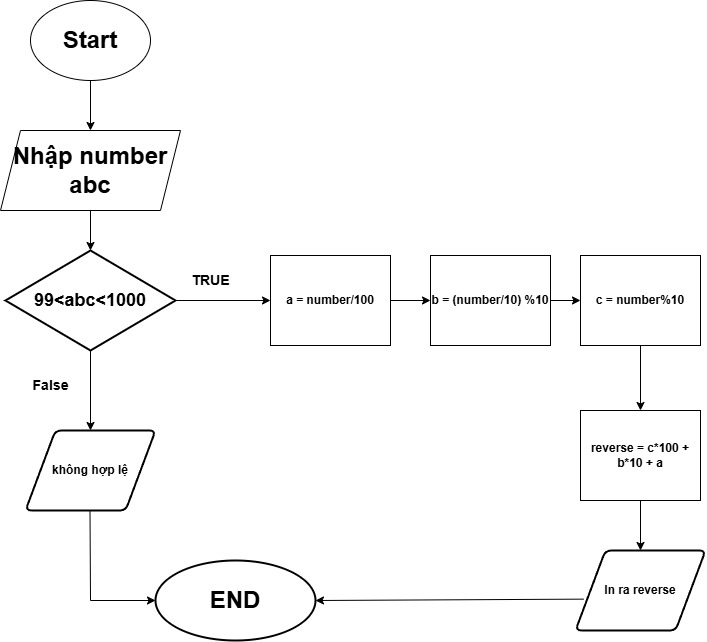 Start
Nhập number
abc
99<abc<1000
TRUE
a = number/100
b = (number/10) %10
c = number%10
False
không hợp lệ
reverse = c*100 +
b*10 + a
In ra reverse
END